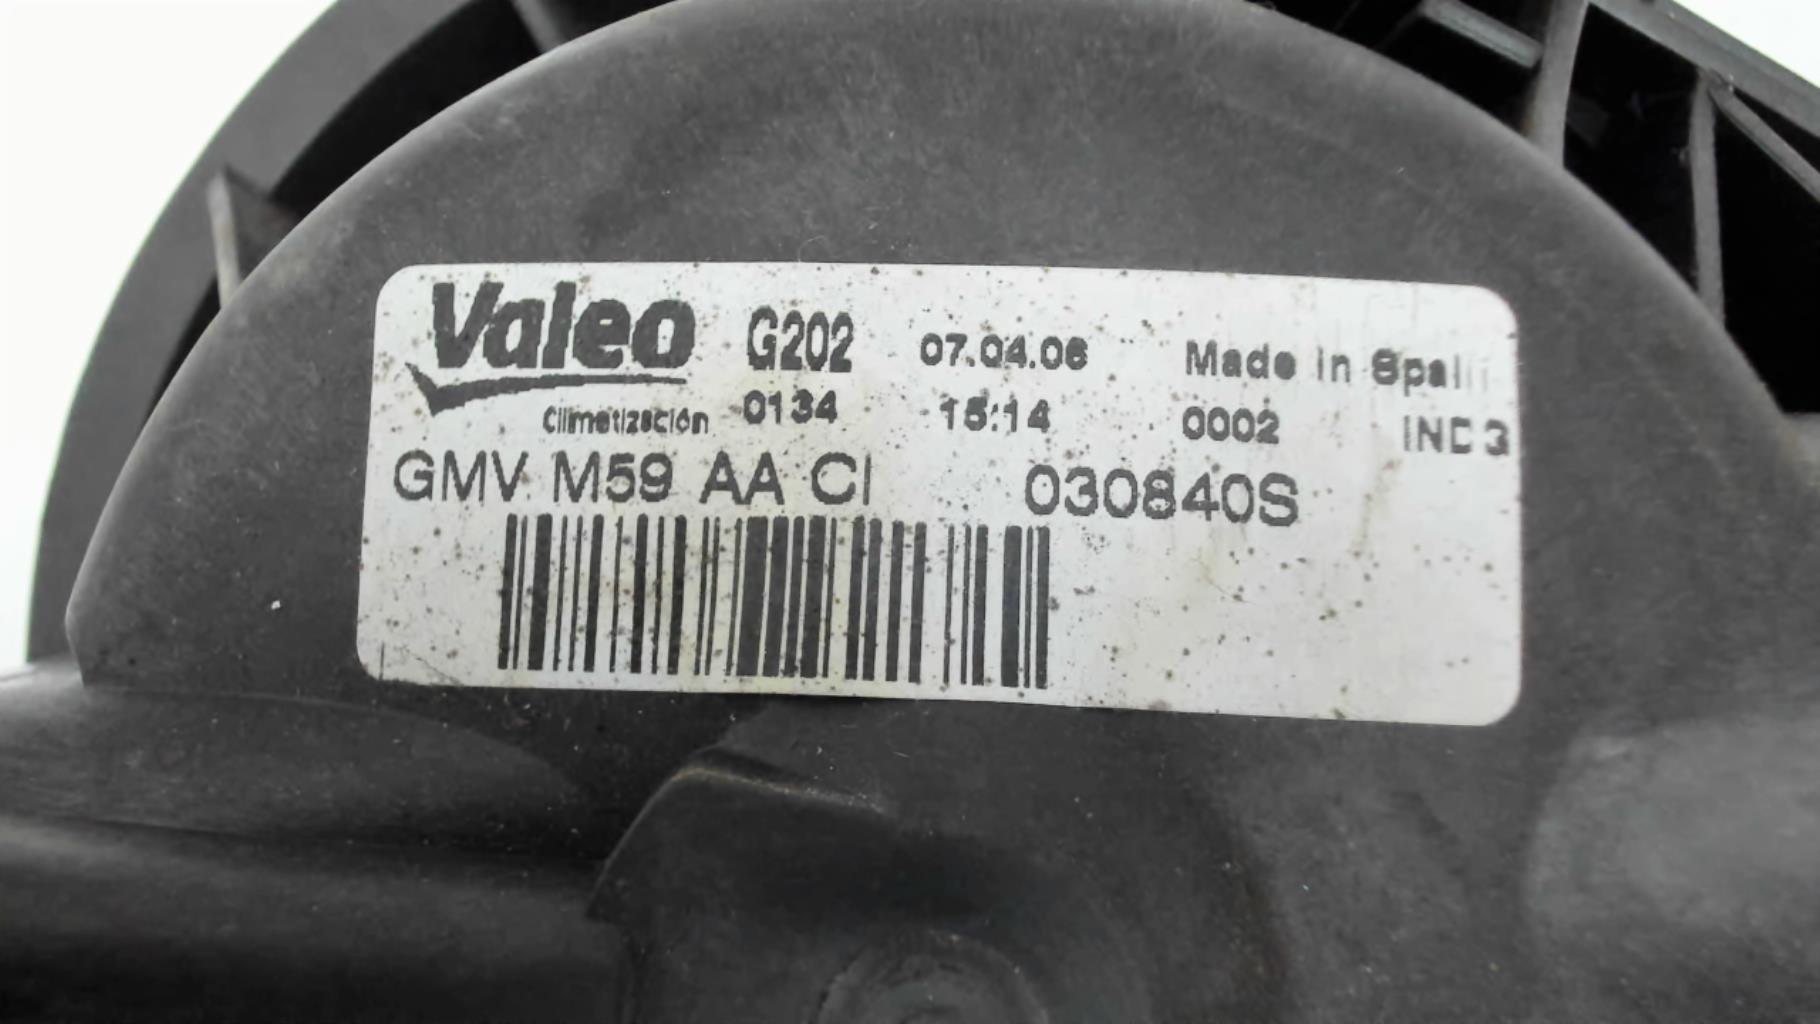 Valeo G202 07.04.06 Made in Spain
Climatización 0134 15:14 0002 IND 3
GMV M59 AA CI 030840S